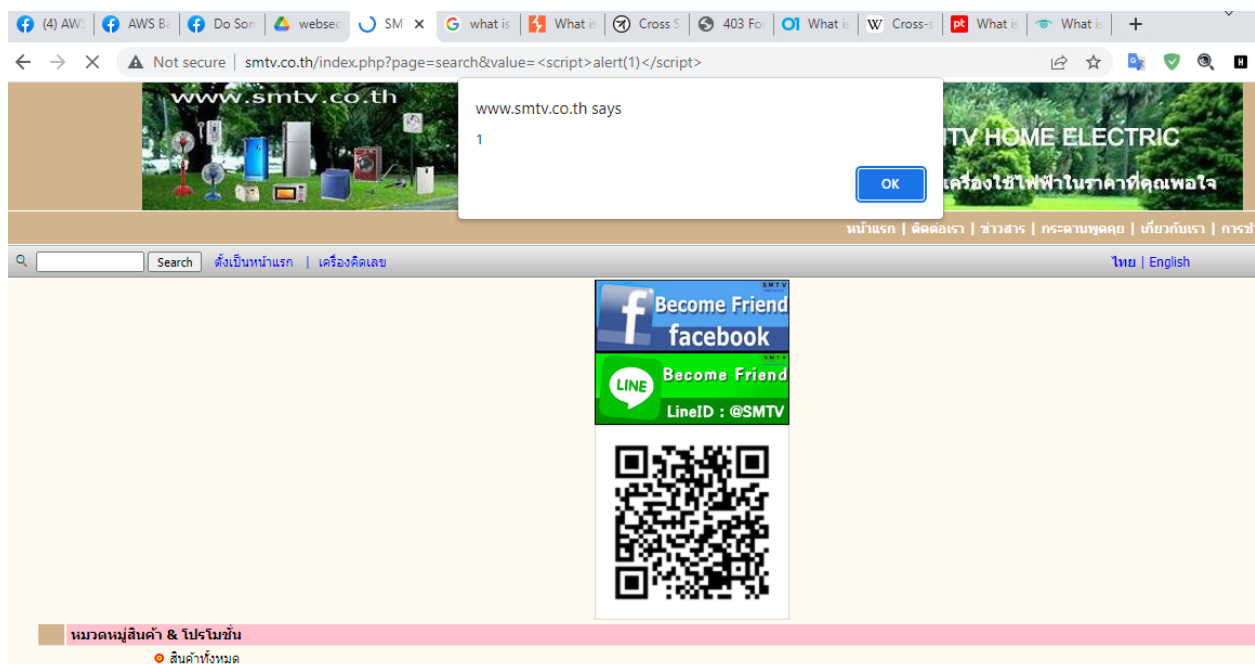 (4) AWS
AWS Ba
Do Som
websec
SM
what is
What is
Cross S
403 For
What is
Cross-s
What is
What is
Not secure | smtv.co.th/index.php?page=search&value=<script>alert(1)</script>
www.smtv.co.th
www.smtv.co.th says
1
OK
TV HOME ELECTRIC
เครื่องใช้ไฟฟ้าในราคาที่คุณพอใจ
หน้าแรก | ติดต่อเรา | ข่าวสาร | กระดานพูดคุย | เกี่ยวกับเรา |
Search ตั้งเป็นหน้าแรก | เครื่องคิดเลข
ไทย | English
SMTV
Become Friend
facebook
SMTV
LINE
Become Friend
LineID : @SMTV
หมวดหมู่สินค้า & โปรโมชั่น
สินค้าทั้งหมด